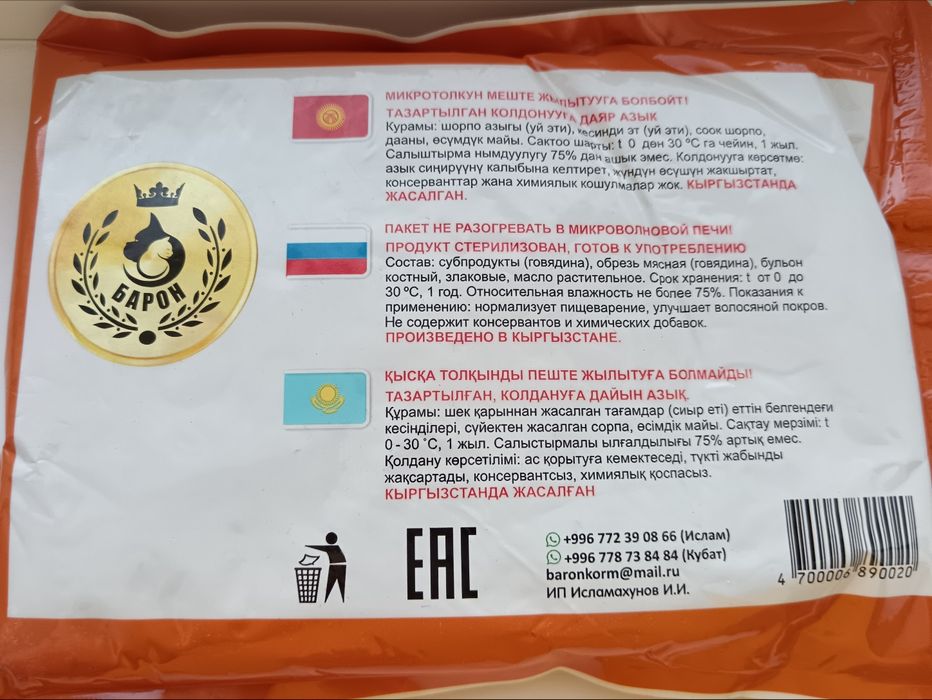 БАРОН
МИКРОТОЛКУН МЕШТЕ ЖЫЛЫТУУГА БОЛБОЙТ!
ТАЗАРТЫЛГАН КОЛДОНУУГА ДАЯР АЗЫК
Курамы: шорпо азыгы (уй эти), кесинди эт (уй эти), соок шорпо,
дааны, өсүмдүк майы. Сактоо шарты: t 0 дөн 30 ºС га чейин, 1 жыл.
Салыштырма нымдуулугу 75% дан ашык эмес. Колдонууга көрсөтмө:
азык сиңирүүнү калыбына келтирет, жүндүн өсүшүн жакшыртат,
консерванттар жана химиялык кошулмалар жок. КЫРГЫЗСТАНДА
ЖАСАЛГАН.
ПАКЕТ НЕ РАЗОГРЕВАТЬ В МИКРОВОЛНОВОЙ ПЕЧИ!
ПРОДУКТ СТЕРИЛИЗОВАН, ГОТОВ К УПОТРЕБЛЕНИЮ
Состав: субпродукты (говядина), обрезь мясная (говядина), бульон
костный, злаковые, масло растительное. Срок хранения: t от 0 до
30 ºС, 1 год. Относительная влажность не более 75%. Показания к
применению: нормализует пищеварение, улучшает волосяной покров.
Не содержит консервантов и химических добавок.
ПРОИЗВЕДЕНО В КЫРГЫЗСТАНЕ.
ҚЫСҚА ТОЛҚЫНДЫ ПЕШТЕ ЖЫЛЫТУҒА БОЛМАЙДЫ!
ТАЗАРТЫЛҒАН, КОЛДАНУҒА ДАЙЫН АЗЫҚ.
Құрамы: шек қарыннан жасалған тағамдар (сиыр еті) еттін белгендеғи
кесінділері, сүйектен жасалған сорпа, өсімдік майы. Сақтау мерзімі: t
0 - 30 ˚С, 1 жыл. Салыстырмалы ылғалдылығы 75% артық емес.
Қолдану көрсетілімі: ас қорытуға кемектеседі, түкті жабынды
жақсартады, консервантсыз, химиялық қоспасыз.
КЫРГЫЗСТАНДА ЖАСАЛҒАН
EAC
+996 772 39 08 66 (Ислам)
+996 778 73 84 84 (Кубат)
baronkorm@mail.ru
ИП Исламахунов И.И.
4 700006 890020